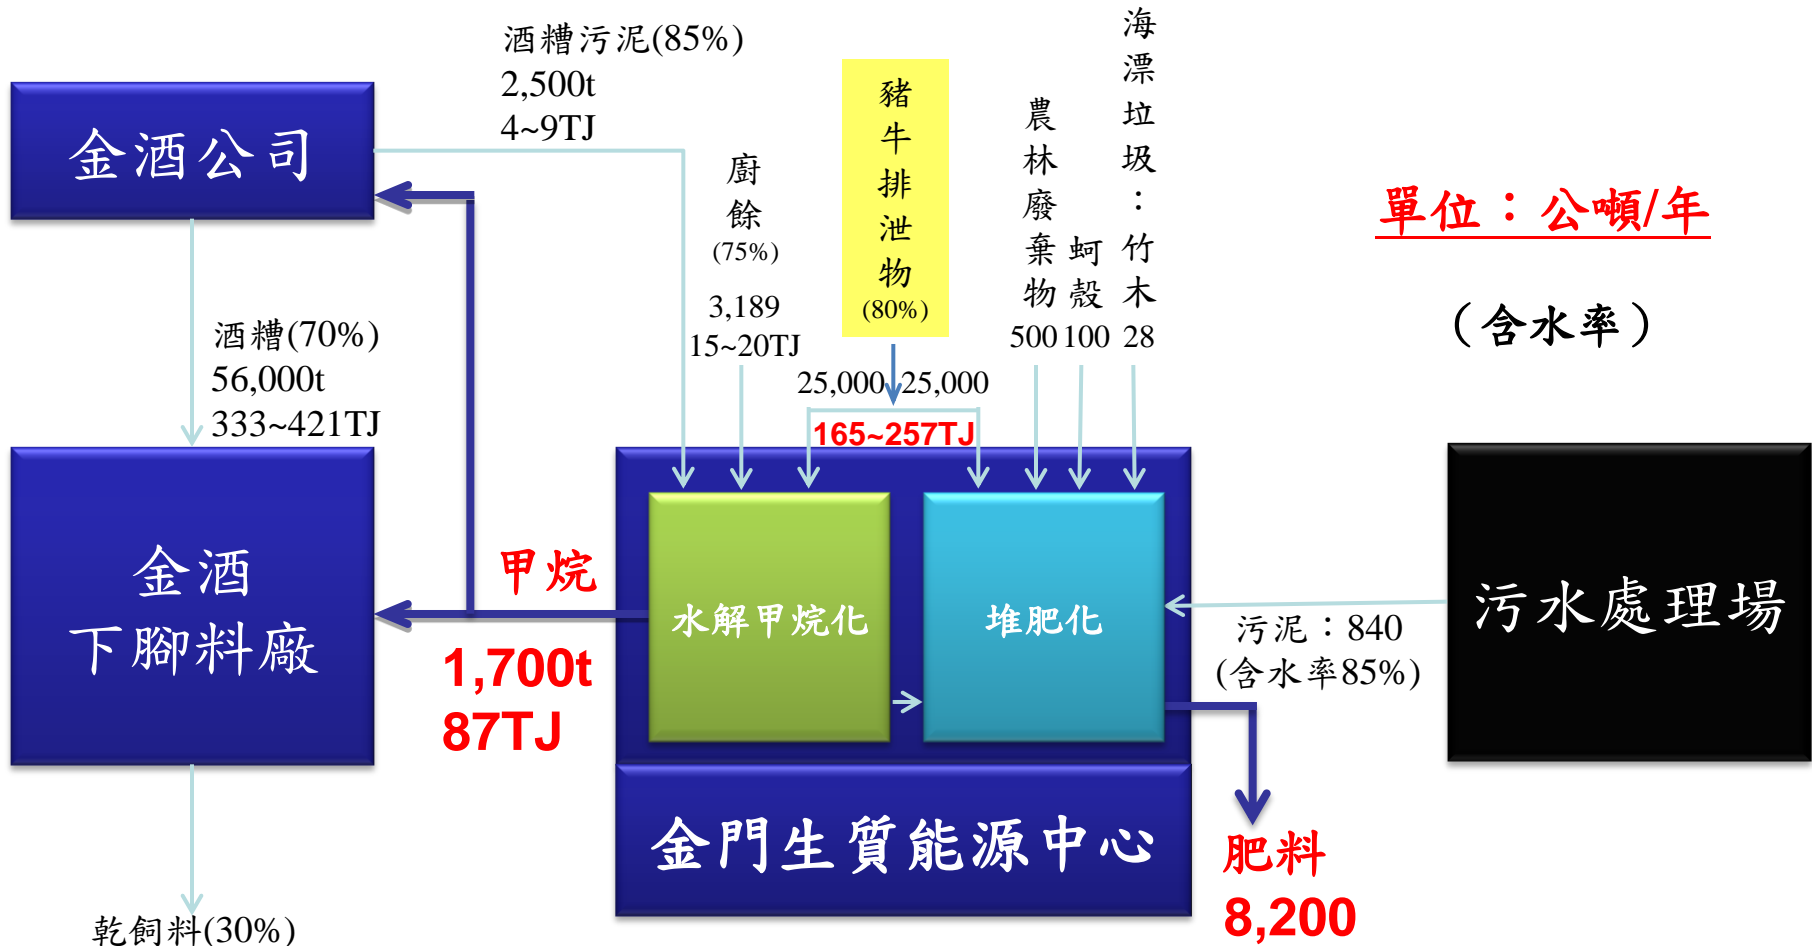 酒糟污泥(85%)
2,500t
4~9TJ
金酒公司
廚餘
(75%)
3,189
15~20TJ
豬牛排泄物
(80%)
農林廢棄物
500
蚵殼
100
海漂垃圾：竹木
28
單位：公噸/年
（含水率）
酒糟(70%)
56,000t
333~421TJ
25,000
25,000
165~257TJ
金酒
下腳料廠
甲烷
1,700t
87TJ
水解甲烷化
堆肥化
污泥：840
(含水率85%)
污水處理場
金門生質能源中心
肥料
8,200
乾飼料(30%)